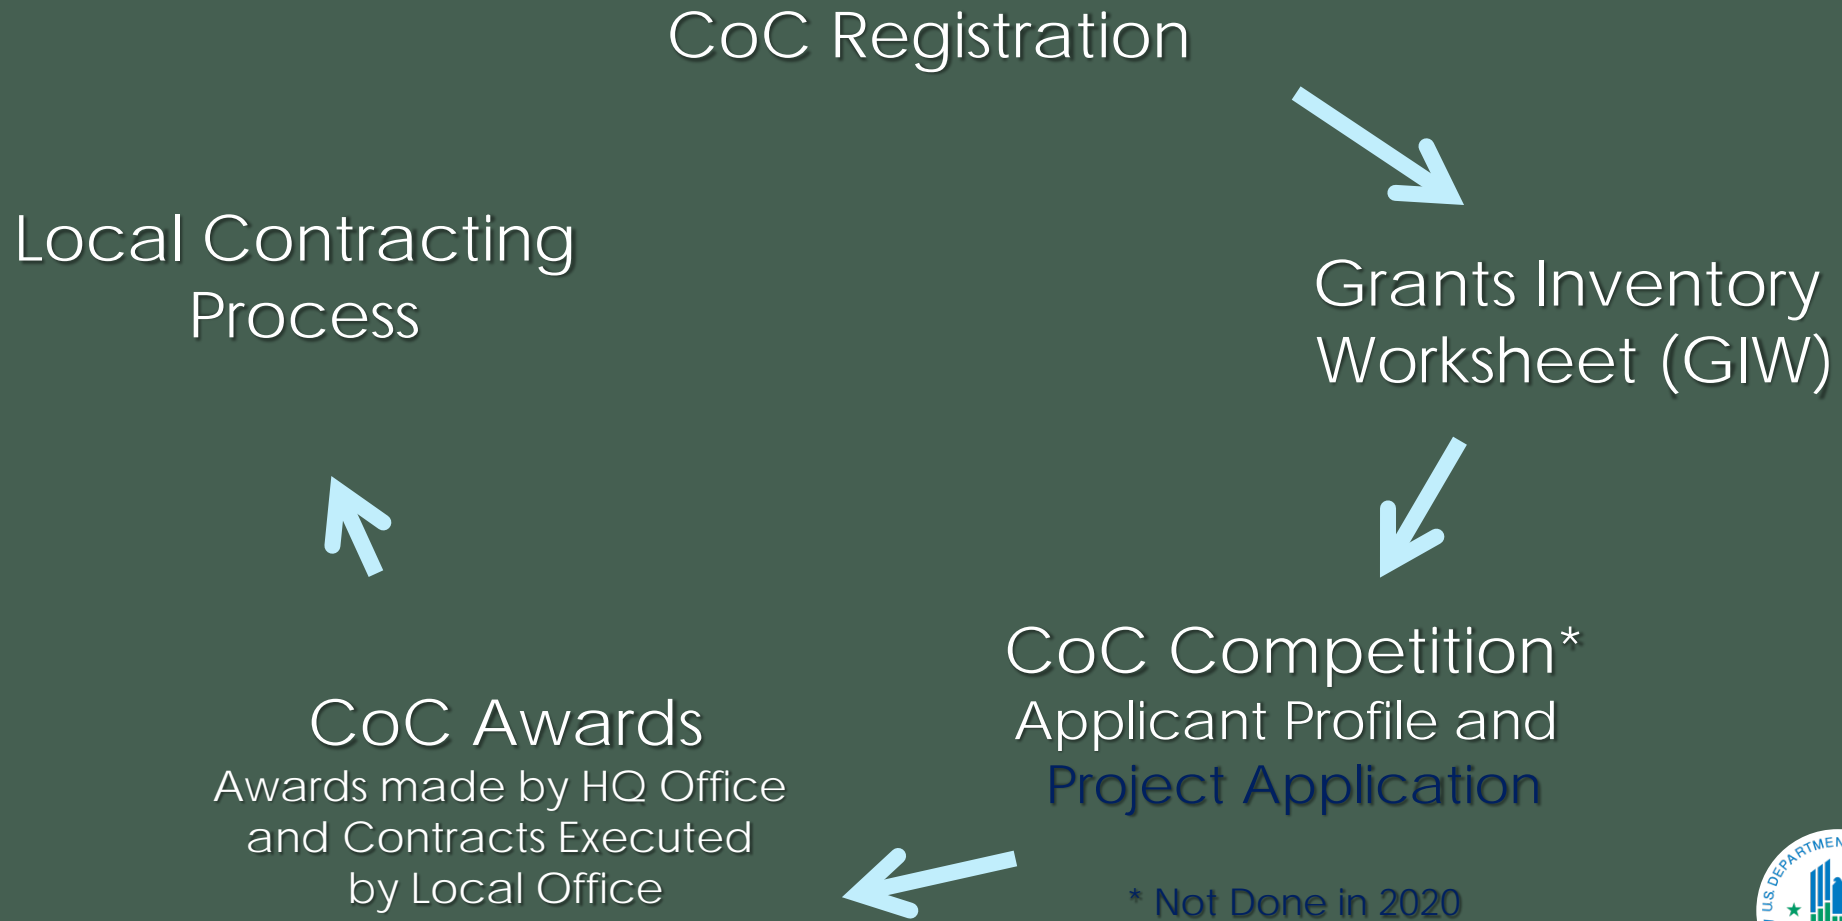 CoC Registration
Grants Inventory
Worksheet (GIW)
CoC Competition*
Applicant Profile and
Project Application
* Not Done in 2020
CoC Awards
Awards made by HQ Office
and Contracts Executed
by Local Office
Local Contracting
Process
U.S.